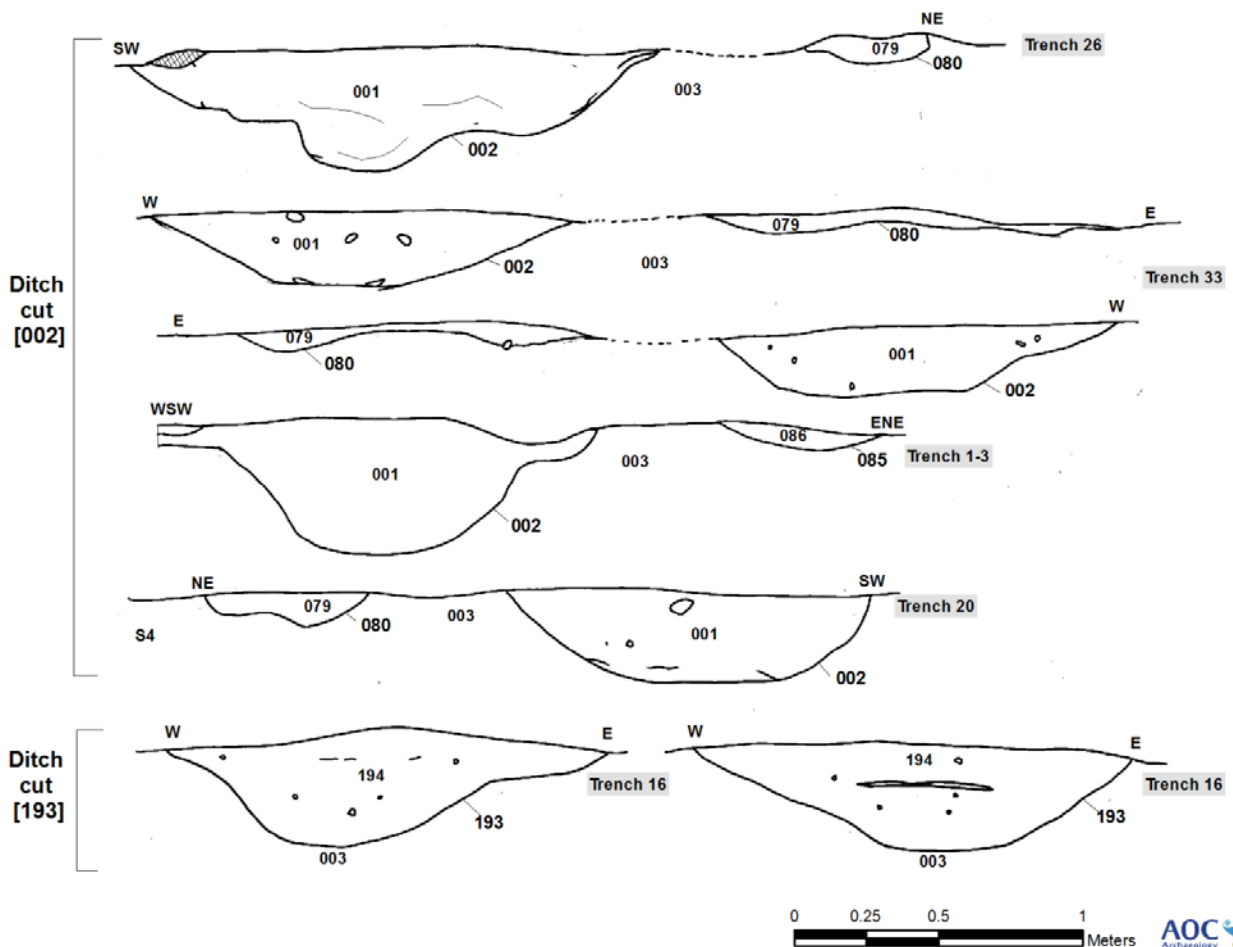 NE
SW
079
Trench 26
080
001
003
002
W
E
079
001
080
002
003
Trench 33
Ditch
cut
[002]
E
W
079
001
080
002
WSW
ENE
086
001
003
085
Trench 1-3
002
NE
SW
079
003
Trench 20
080
S4
001
002
W
E
W
E
Ditch
cut
[193]
194
Trench 16
193
003
194
Trench 16
193
003
0 0.25 0.5 1
Meters
AOC
Archaeology